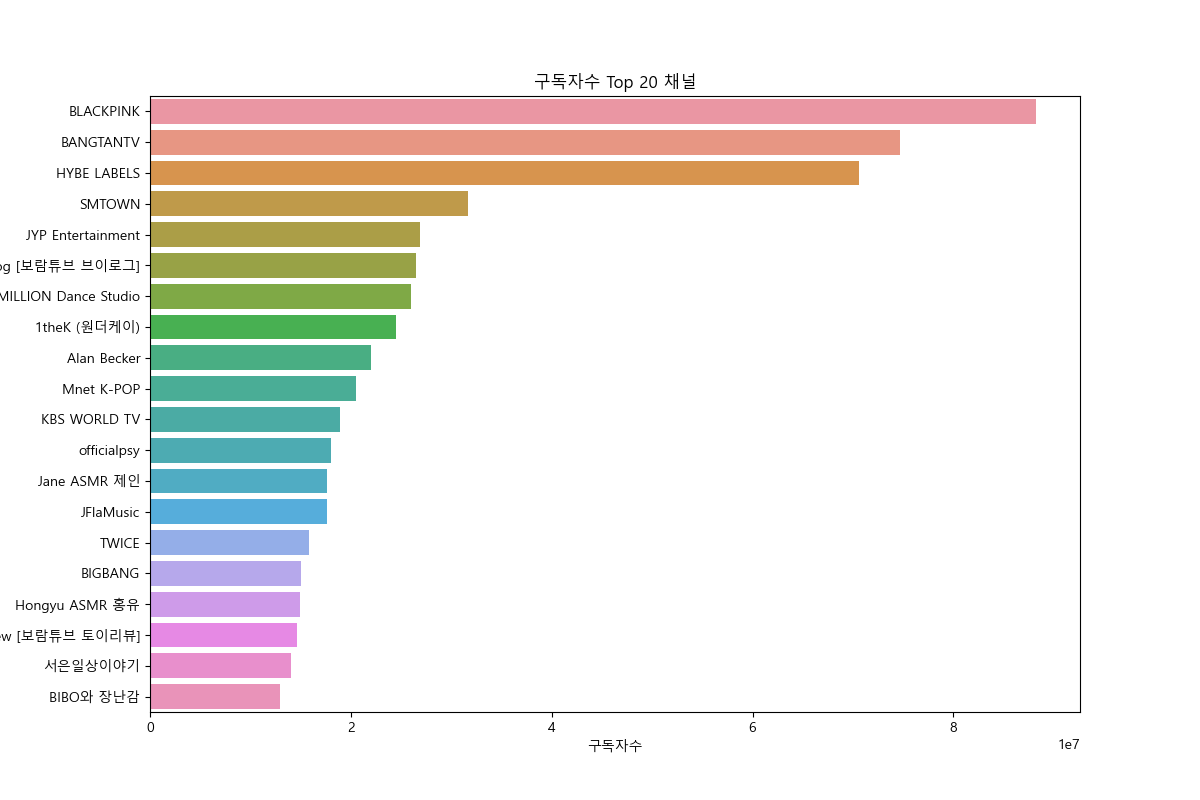 구독자수 Top 20 채널
BLACKPINK
BANGTANTV
HYBE LABELS
SMTOWN
JYP Entertainment
[보람튜브 브이로그]
MILLION Dance Studio
1theK (원더케이)
Alan Becker
Mnet K-POP
KBS WORLD TV
officialpsy
Jane ASMR 제인
JFlaMusic
TWICE
BIGBANG
Hongyu ASMR 홍유
[보람튜브 토이리뷰]
서은일상이야기
BIBO와 장난감
0 2 4 6 8
구독자수
1e7